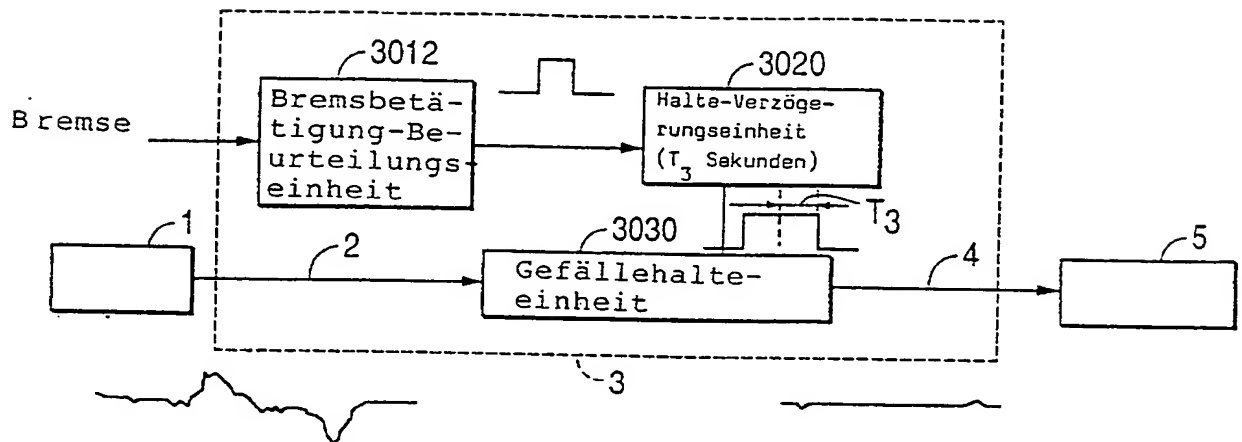 3012
3020
Bremse
Bremsbetä-
tigung-Be-
urteilungs-
einheit
Halte-Verzöge-
rungseinheit
(T3 Sakunden)
T3
1
2
3030
Gefällehalte-
einheit
4
5
3